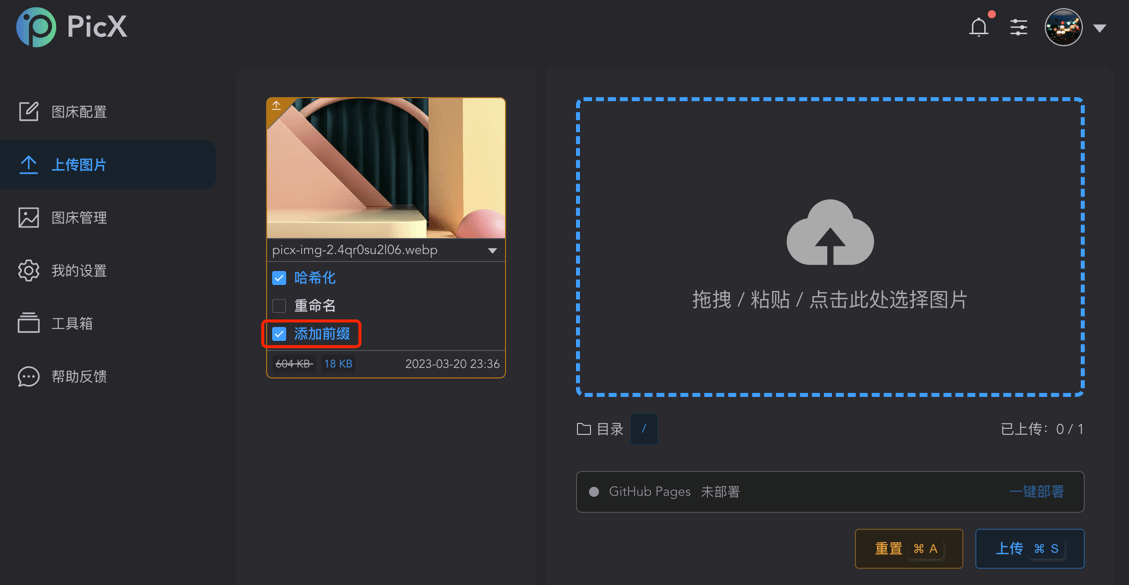 PicX
图床配置
上传图片
图床管理
我的设置
工具箱
帮助反馈
picx-img-2.4qr0su2l06.webp
哈希化
重命名
添加前缀
604 KB 18 KB 2023-03-20 23:36
拖拽 / 粘贴 / 点击此处选择图片
目录 / 已上传：0 / 1
GitHub Pages 未部署 一键部署
重置 ⌘ A 上传 ⌘ S